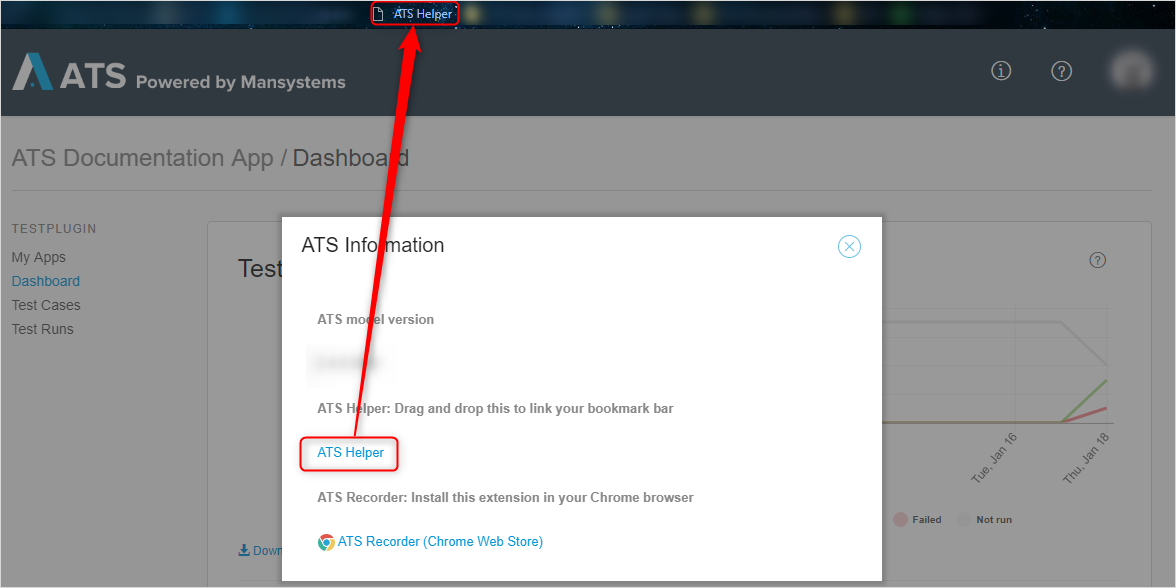 ATS Helper
ATS Powered by Mansystems
ATS Documentation App / Dashboard
TESTPLUGIN
My Apps
Dashboard
Test Cases
Test Runs
Test
ATS Information
ATS model version
ATS Helper: Drag and drop this to link your bookmark bar
ATS Helper
ATS Recorder: Install this extension in your Chrome browser
ATS Recorder (Chrome Web Store)
Tue, Jan 16
Thu, Jan 18
Failed
Not run
Down